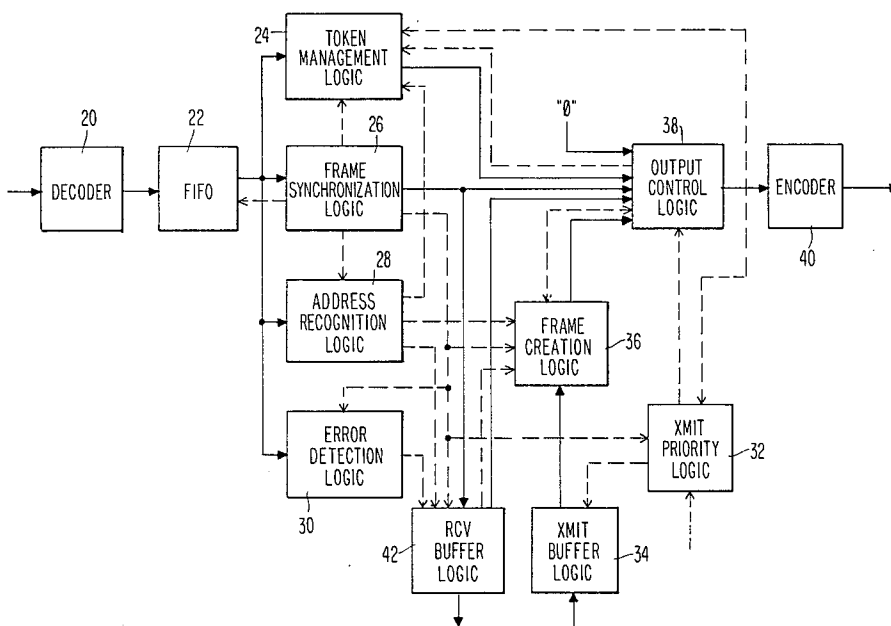 24
TOKEN
MANAGEMENT
LOGIC
"0"
20
22
26
38
DECODER
FIFO
FRAME
SYNCHRONIZATION
LOGIC
OUTPUT
CONTROL
LOGIC
ENCODER
40
28
ADDRESS
RECOGNITION
LOGIC
FRAME
CREATION
LOGIC
36
ERROR
DETECTION
LOGIC
30
XMIT
PRIORITY
LOGIC
32
42
RCV
BUFFER
LOGIC
XMIT
BUFFER
LOGIC
34